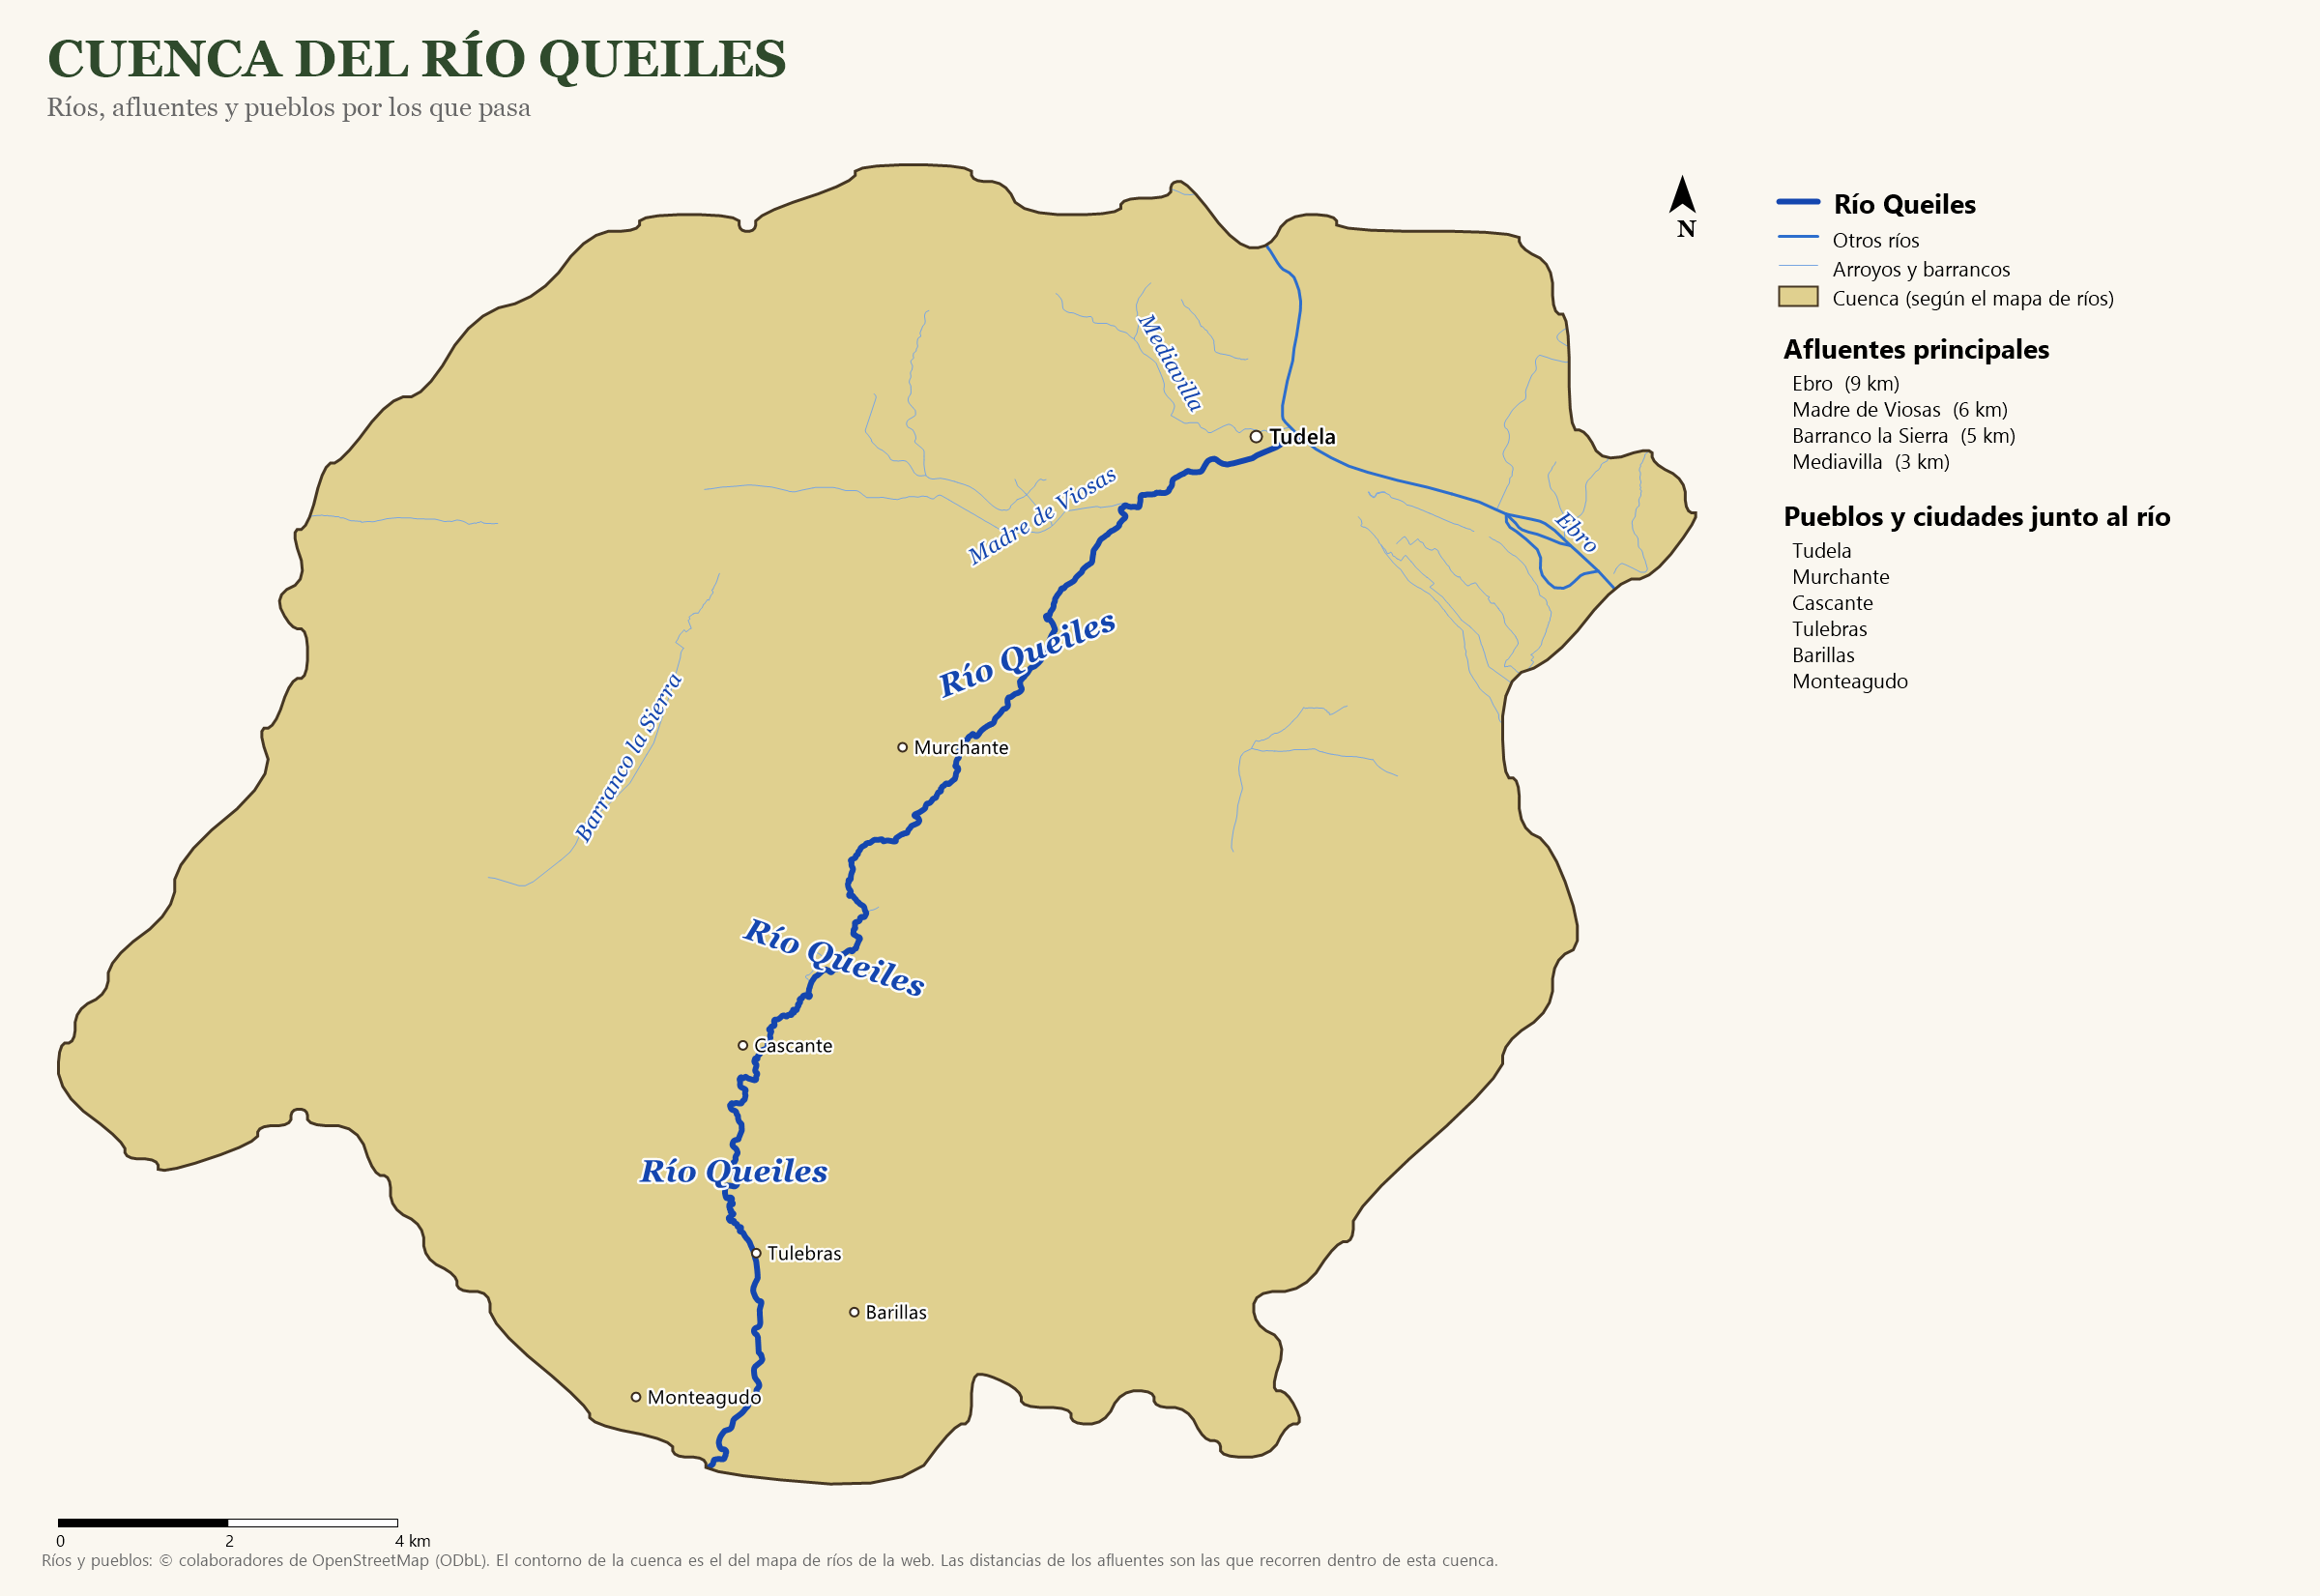 CUENCA DEL RÍO QUEILES
Ríos, afluentes y pueblos por los que pasa
N
Río Queiles
Otros ríos
Arroyos y barrancos
Cuenca (según el mapa de ríos)
Afluentes principales
Ebro (9 km)
Madre de Viosas (6 km)
Barranco la Sierra (5 km)
Mediavilla (3 km)
Pueblos y ciudades junto al río
Tudela
Murchante
Cascante
Tulebras
Barillas
Monteagudo
Mediavilla
Tudela
Madre de Viosas
Ebro
Río Queiles
Barranco la Sierra
Murchante
Río Queiles
Cascante
Río Queiles
Tulebras
Barillas
Monteagudo
0 2 4 km
Ríos y pueblos: © colaboradores de OpenStreetMap (ODbL). El contorno de la cuenca es el del mapa de ríos de la web. Las distancias de los afluentes son las que recorren dentro de esta cuenca.